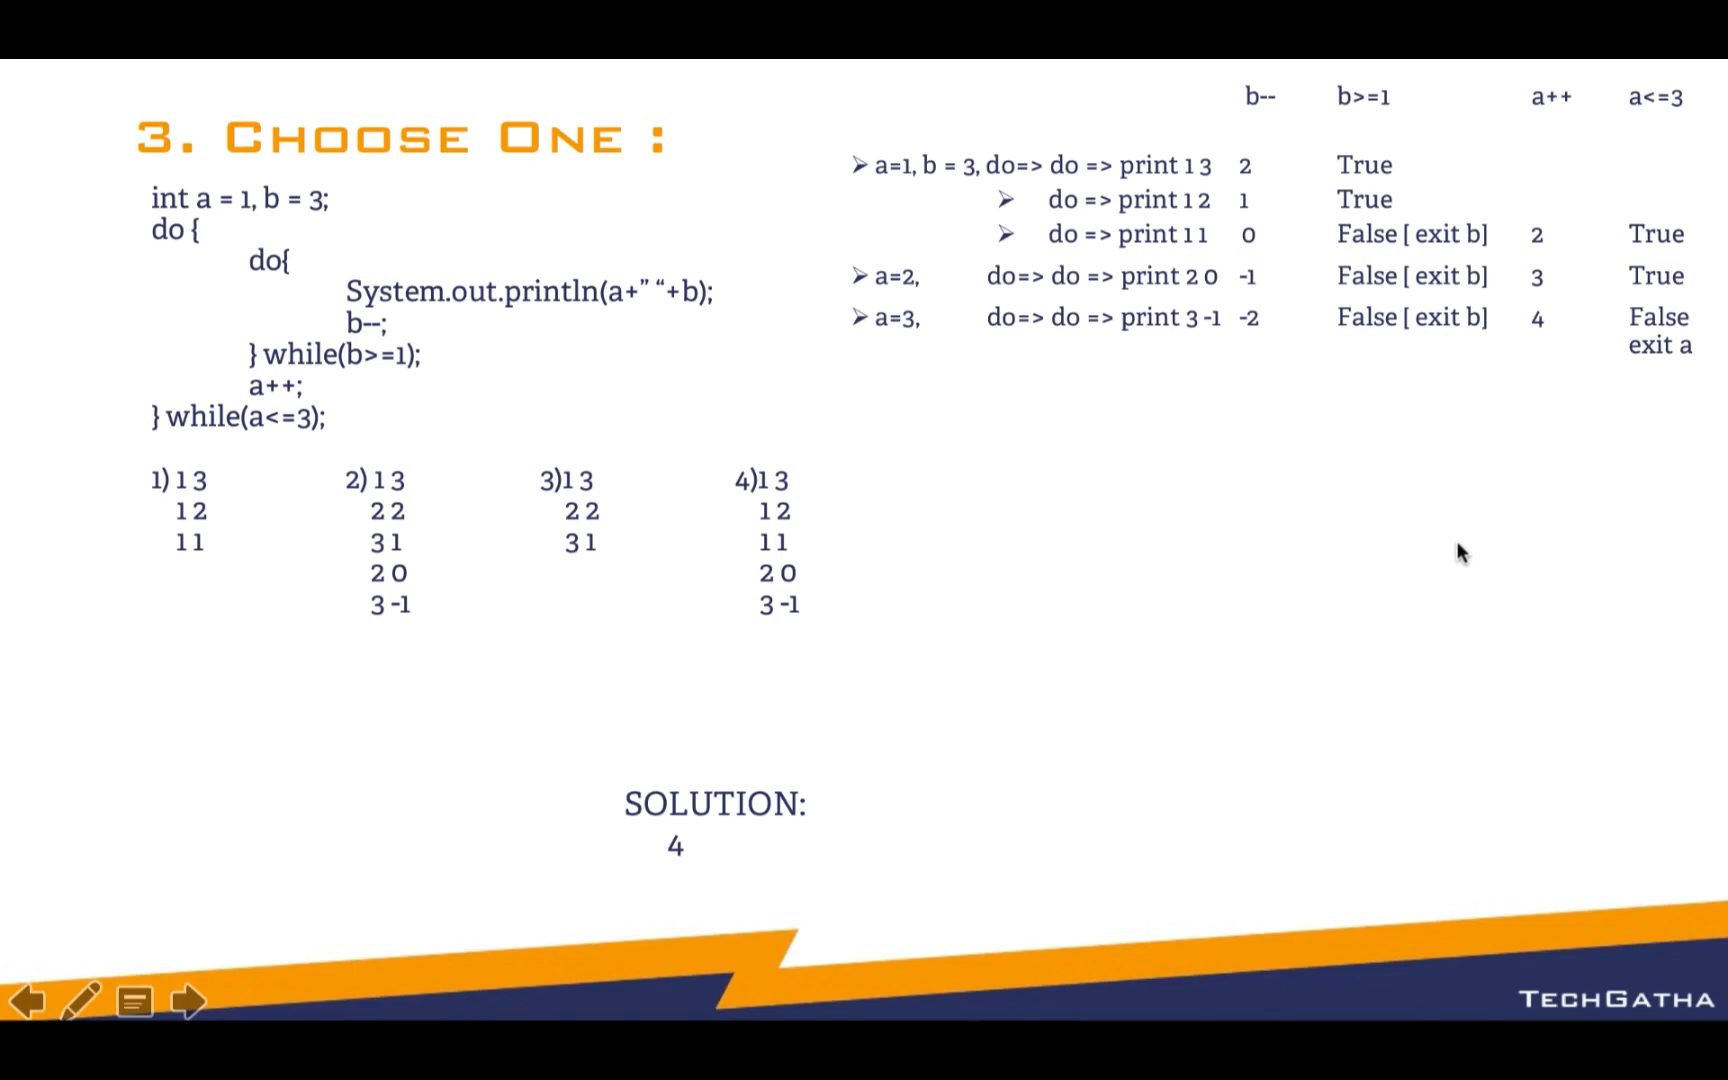 3. Choose One :
int a = 1, b = 3;
do {
do{
System.out.println(a+” “+b);
b--;
} while(b>=1);
a++;
} while(a<=3);
1) 1 3
1 2
1 1
2) 1 3
2 2
3 1
2 0
3 -1
3)1 3
2 2
3 1
4)1 3
1 2
1 1
2 0
3 -1
b-- b>=1 a++ a<=3
➢ a=1, b = 3, do=> do => print 1 3 2 True
➢ do => print 1 2 1 True
➢ do => print 1 1 0 False [ exit b] 2 True
➢ a=2, do=> do => print 2 0 -1 False [ exit b] 3 True
➢ a=3, do=> do => print 3 -1 -2 False [ exit b] 4 False
exit a
SOLUTION:
4
TechGatha